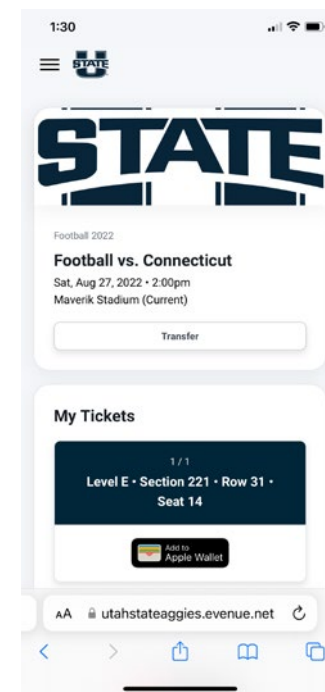 1:30
STATE
STATE
Football 2022
Football vs. Connecticut
Sat, Aug 27, 2022 • 2:00pm
Maverik Stadium (Current)
Transfer
My Tickets
1 / 1
Level E • Section 221 • Row 31 •
Seat 14
Add to
Apple Wallet
AA utahstateaggies.evenue.net